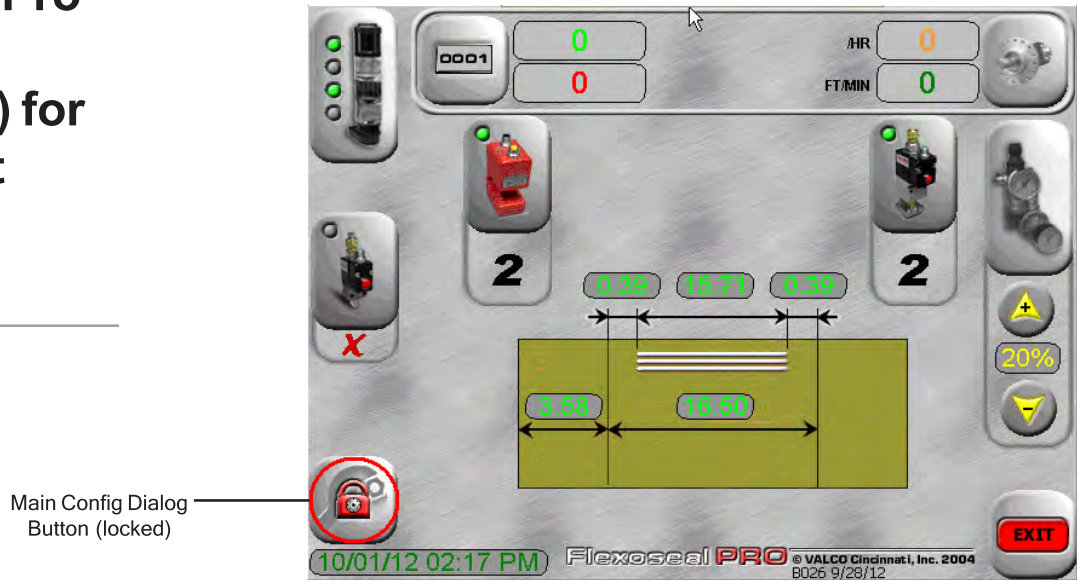 ) for
Main Config Dialog
Button (locked)
0001
0
0
/HR
FT/MIN
0
0
2
2
X
0.39
15.71
0.39
3.58
16.50
+
20%
-
10/01/12 02:17 PM
Flexoseal PRO
© VALCO Cincinnati, Inc. 2004
B026 9/28/12
EXIT